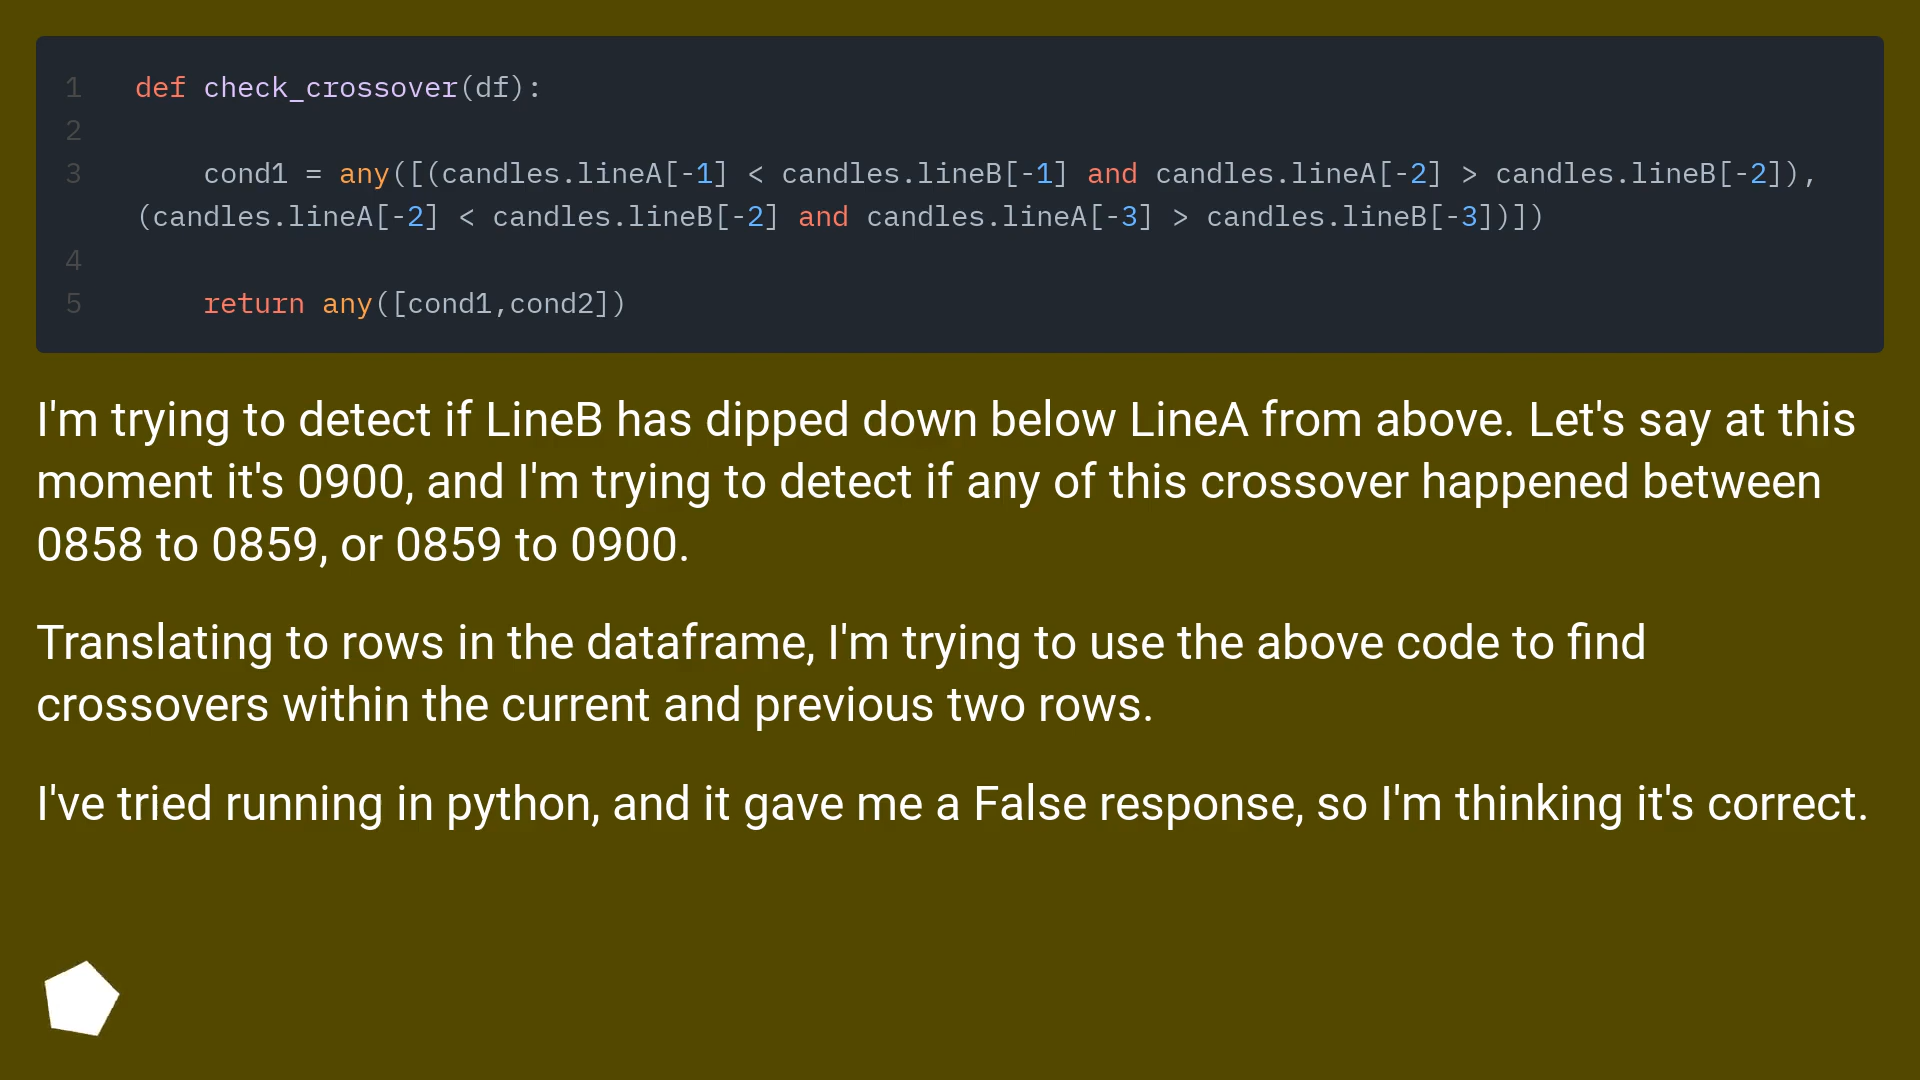 1 def check_crossover(df):
2
3 cond1 = any([(candles.lineA[-1] < candles.lineB[-1] and candles.lineA[-2] > candles.lineB[-2]),
(candles.lineA[-2] < candles.lineB[-2] and candles.lineA[-3] > candles.lineB[-3])])
4
5 return any([cond1,cond2])
I'm trying to detect if LineB has dipped down below LineA from above. Let's say at this
moment it's 0900, and I'm trying to detect if any of this crossover happened between
0858 to 0859, or 0859 to 0900.
Translating to rows in the dataframe, I'm trying to use the above code to find
crossovers within the current and previous two rows.
I've tried running in python, and it gave me a False response, so I'm thinking it's correct.